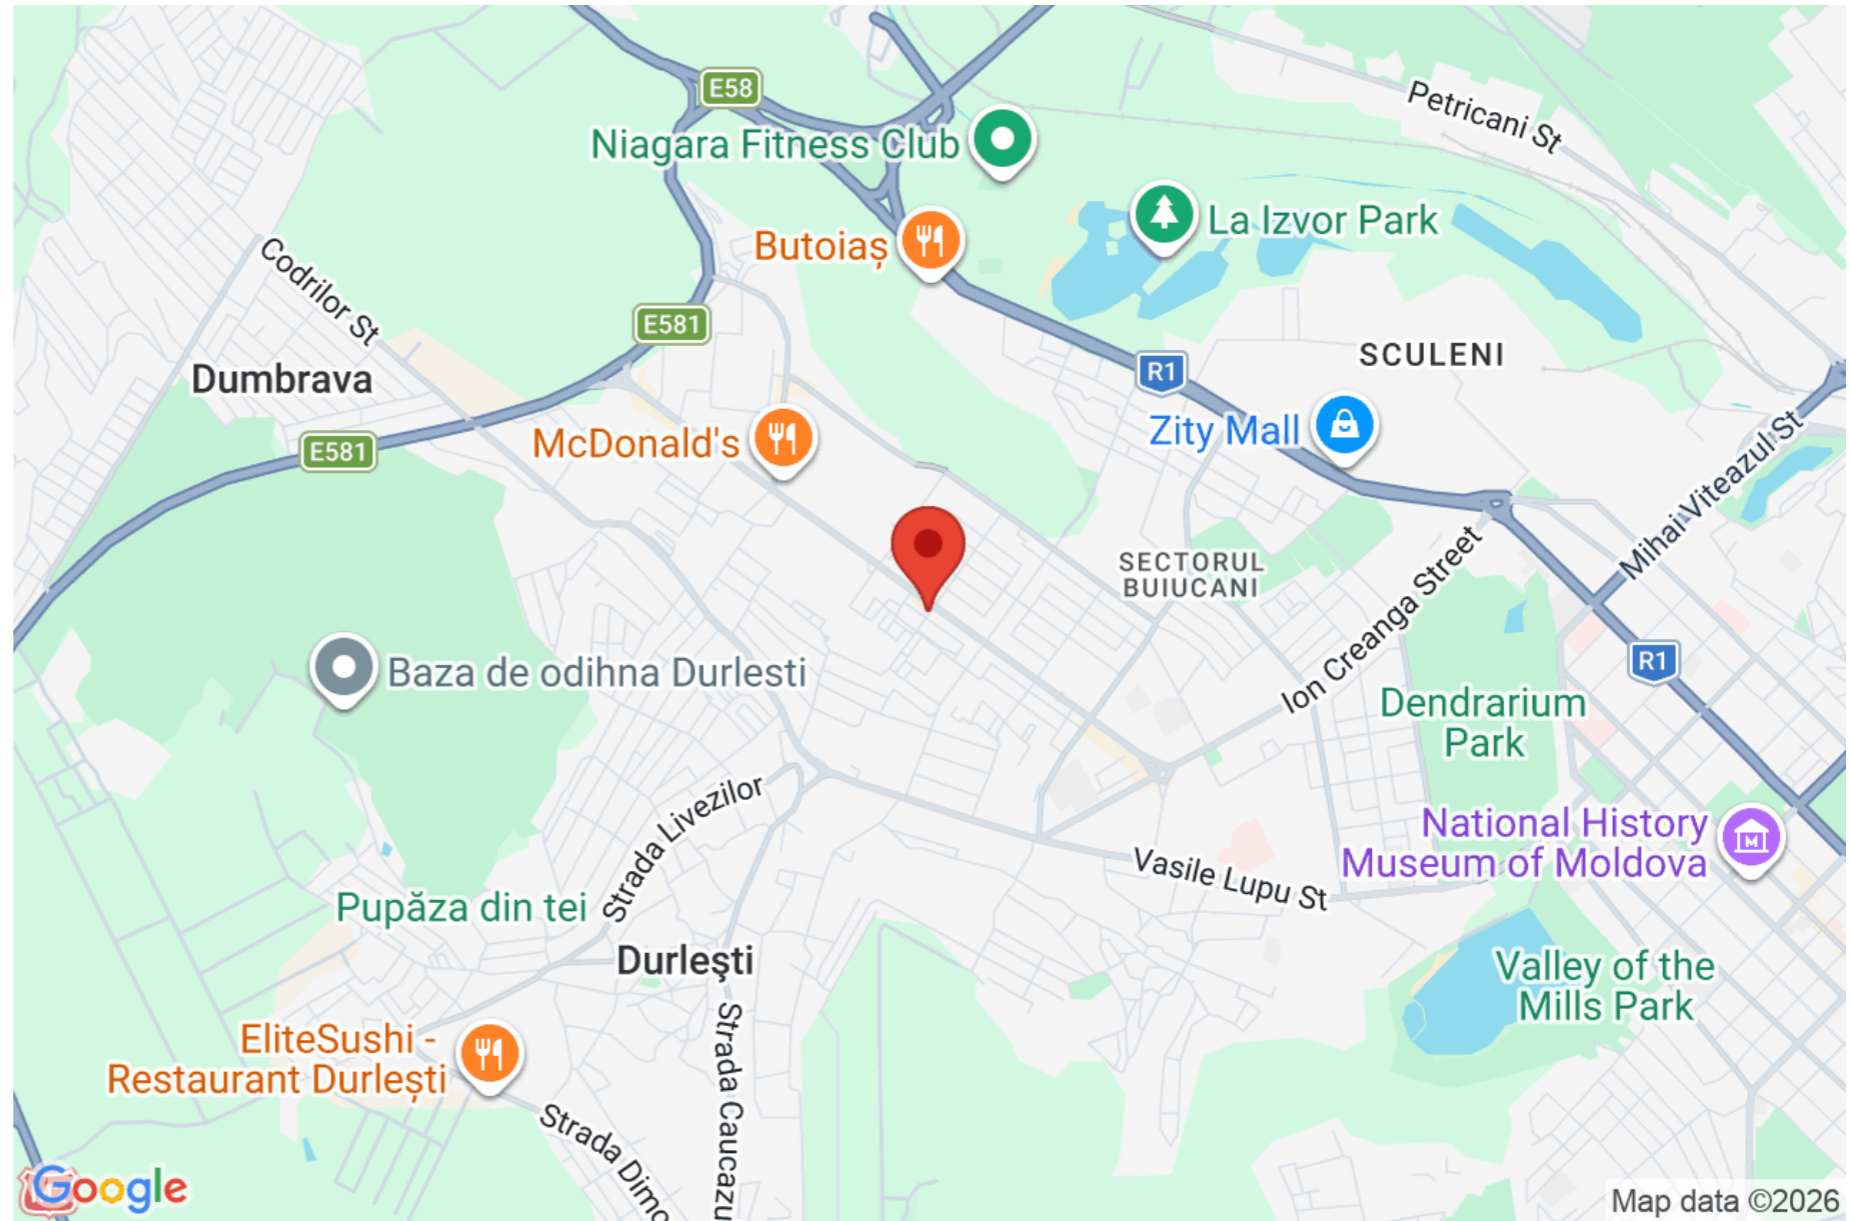 E58
Petricani St
Niagara Fitness Club
La Izvor Park
Butoiaș
Codrilor St
E581
SCULENI
R1
Dumbrava
Zity Mall
McDonald's
E581
Mihai Viteazul St
SECTORUL
BUIUCANI
Ion Creanga Street
R1
Baza de odihna Durlesti
Dendrarium
Park
Strada Livezilor
National History
Museum of Moldova
Vasile Lupu St
Pupăza din tei
Durleşti
Valley of the
Mills Park
Strada Caucazu
EliteSushi -
Restaurant Durlești
Strada Dimo
Google
Map data ©2026